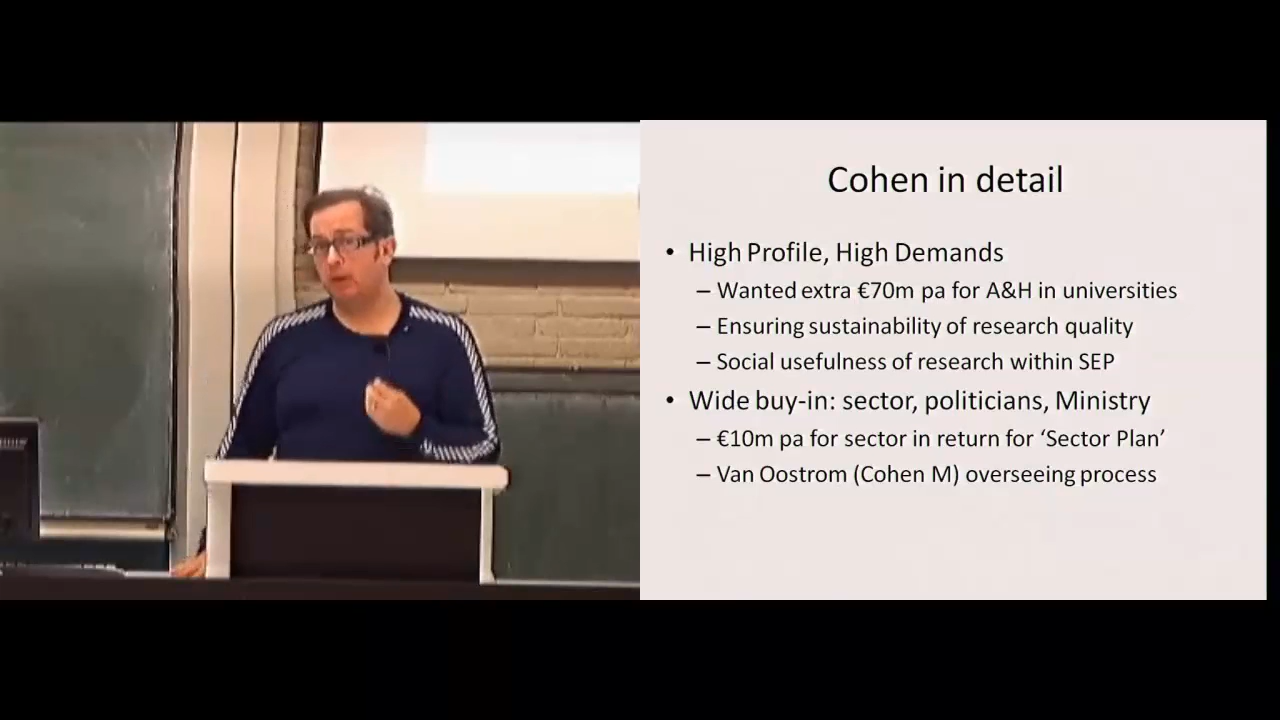 Cohen in detail
• High Profile, High Demands
– Wanted extra €70m pa for A&H in universities
– Ensuring sustainability of research quality
– Social usefulness of research within SEP
• Wide buy-in: sector, politicians, Ministry
– €10m pa for sector in return for ‘Sector Plan’
– Van Oostrom (Cohen M) overseeing process